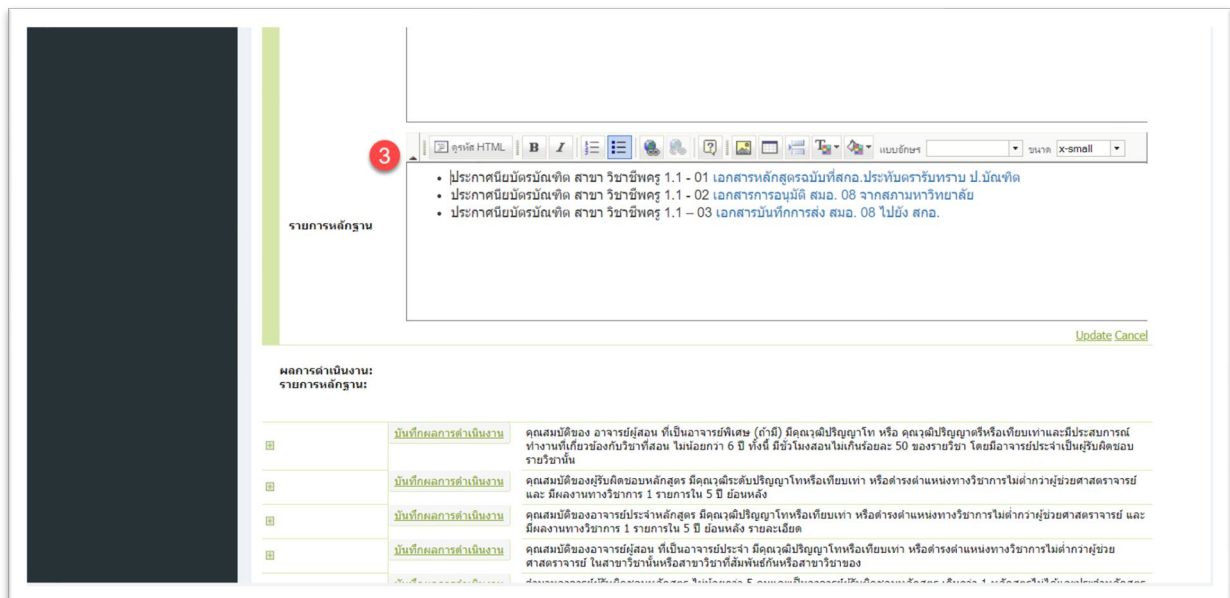 3
ดูรหัส HTML B I แบบอักษร ขนาด x-small
ประกาศนียบัตรบัณฑิต สาขา วิชาชีพครู 1.1 - 01 เอกสารหลักสูตรฉบับที่สกอ.ประทับตรารับทราบ ป.บัณฑิต
ประกาศนียบัตรบัณฑิต สาขา วิชาชีพครู 1.1 - 02 เอกสารการอนุมัติ สมอ. 08 จากสภามหาวิทยาลัย
ประกาศนียบัตรบัณฑิต สาขา วิชาชีพครู 1.1 – 03 เอกสารบันทึกการส่ง สมอ. 08 ไปยัง สกอ.
รายการหลักฐาน
Update Cancel
ผลการดำเนินงาน:
รายการหลักฐาน:
บันทึกผลการดำเนินงาน คุณสมบัติของ อาจารย์ผู้สอน ที่เป็นอาจารย์พิเศษ (ถ้ามี) มีคุณวุฒิปริญญาโท หรือ คุณวุฒิปริญญาตรีหรือเทียบเท่าและมีประสบการณ์
ทำงานที่เกี่ยวข้องกับวิชาที่สอน ไม่น้อยกว่า 6 ปี ทั้งนี้ มีชั่วโมงสอนไม่เกินร้อยละ 50 ของรายวิชา โดยมีอาจารย์ประจำเป็นผู้รับผิดชอบ
รายวิชานั้น
บันทึกผลการดำเนินงาน คุณสมบัติของผู้รับผิดชอบหลักสูตร มีคุณวุฒิระดับปริญญาโทหรือเทียบเท่า หรือดำรงตำแหน่งทางวิชาการไม่ต่ำกว่าผู้ช่วยศาสตราจารย์
และ มีผลงานทางวิชาการ 1 รายการใน 5 ปี ย้อนหลัง
บันทึกผลการดำเนินงาน คุณสมบัติของอาจารย์ประจำหลักสูตร มีคุณวุฒิปริญญาโทหรือเทียบเท่า หรือดำรงตำแหน่งทางวิชาการไม่ต่ำกว่าผู้ช่วยศาสตราจารย์ และ
มีผลงานทางวิชาการ 1 รายการใน 5 ปี ย้อนหลัง รายละเอียด
บันทึกผลการดำเนินงาน คุณสมบัติของอาจารย์ผู้สอน ที่เป็นอาจารย์ประจำ มีคุณวุฒิปริญญาโทหรือเทียบเท่า หรือดำรงตำแหน่งทางวิชาการไม่ต่ำกว่าผู้ช่วย
ศาสตราจารย์ ในสาขาวิชานั้นหรือสาขาวิชาที่สัมพันธ์กันหรือสาขาวิชาของ